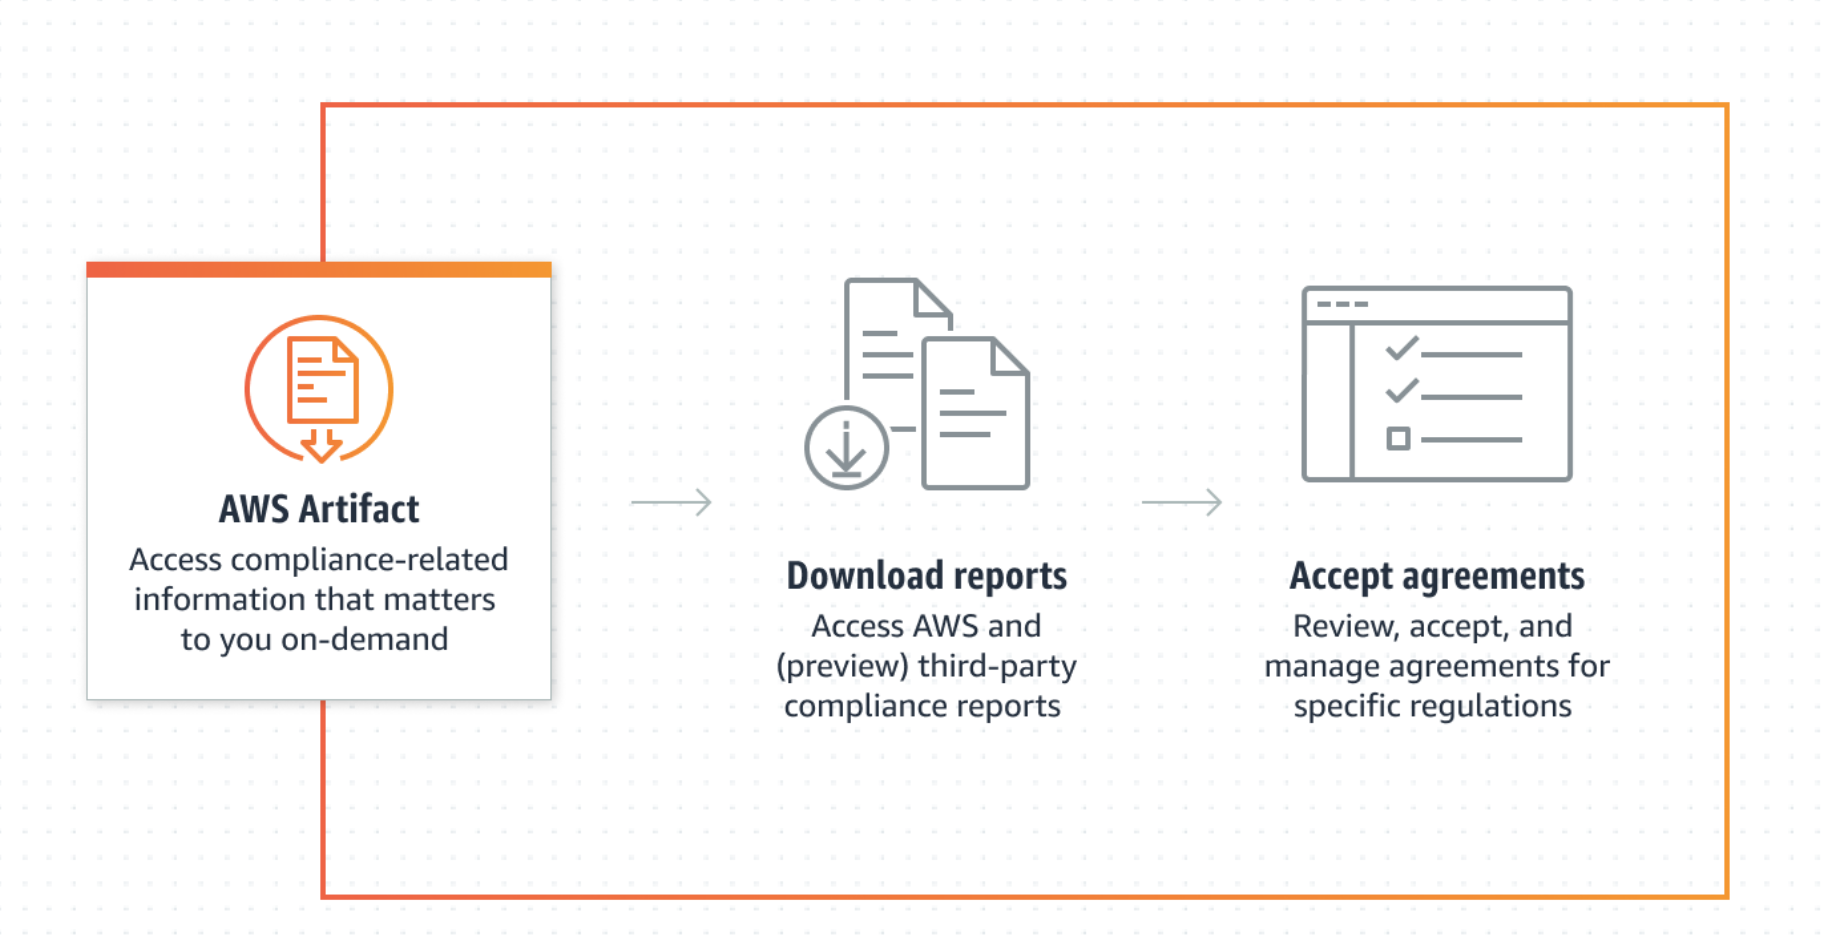 AWS Artifact
Access compliance-related
information that matters
to you on-demand
Download reports
Access AWS and
(preview) third-party
compliance reports
Accept agreements
Review, accept, and
manage agreements for
specific regulations